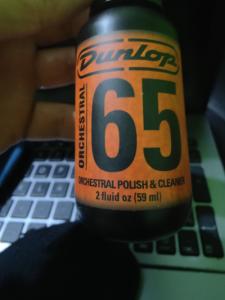 Dunlop
ORCHESTRAL
65
ORCHESTRAL POLISH & CLEANER
2 fluid oz (59 ml)